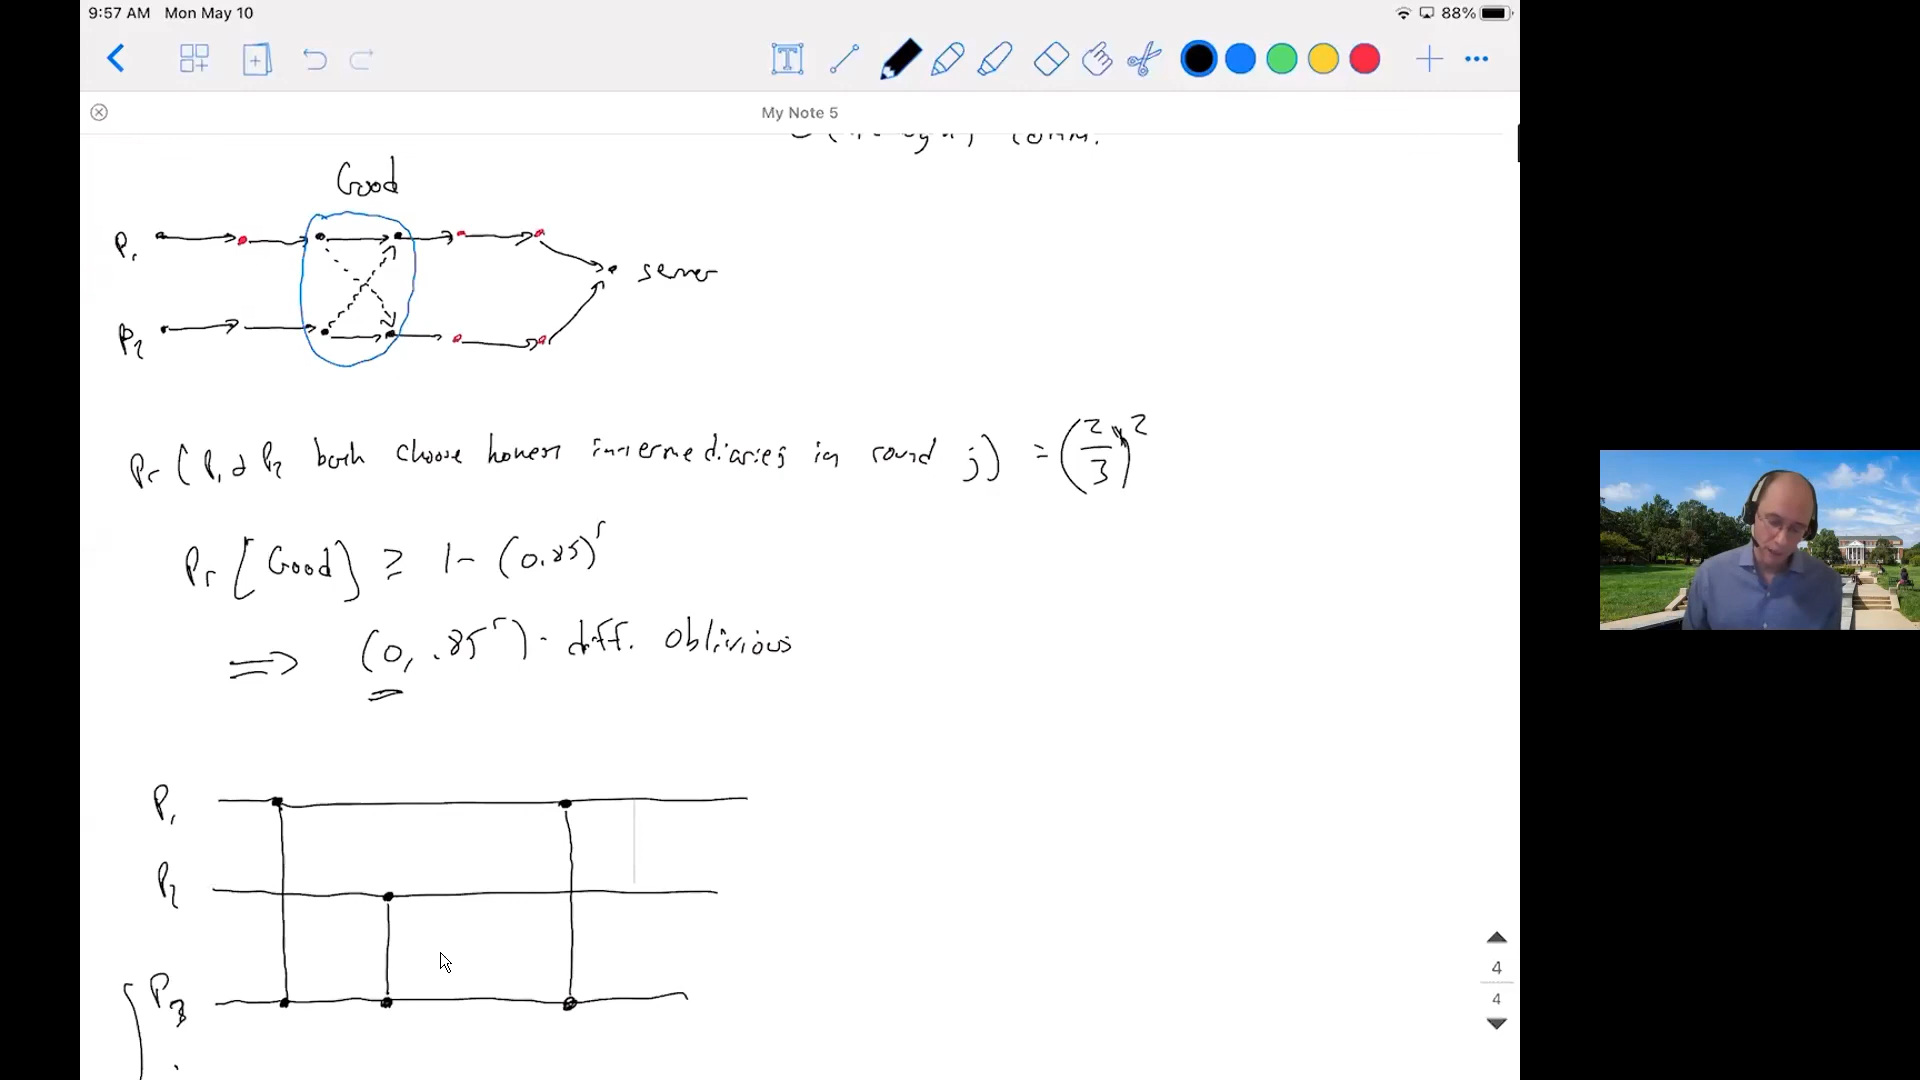 9:57 AM Mon May 10
88%
My Note 5
Good
P₁
server
P₂
Pr (P₁ & P₂ both choose honest intermediaries in round j) = (2/3)²
Pr [Good] ≥ 1 - (0.85)^r
⇒ (0, .85^r) - diff. oblivious
P₁
P₂
P₃
4
4